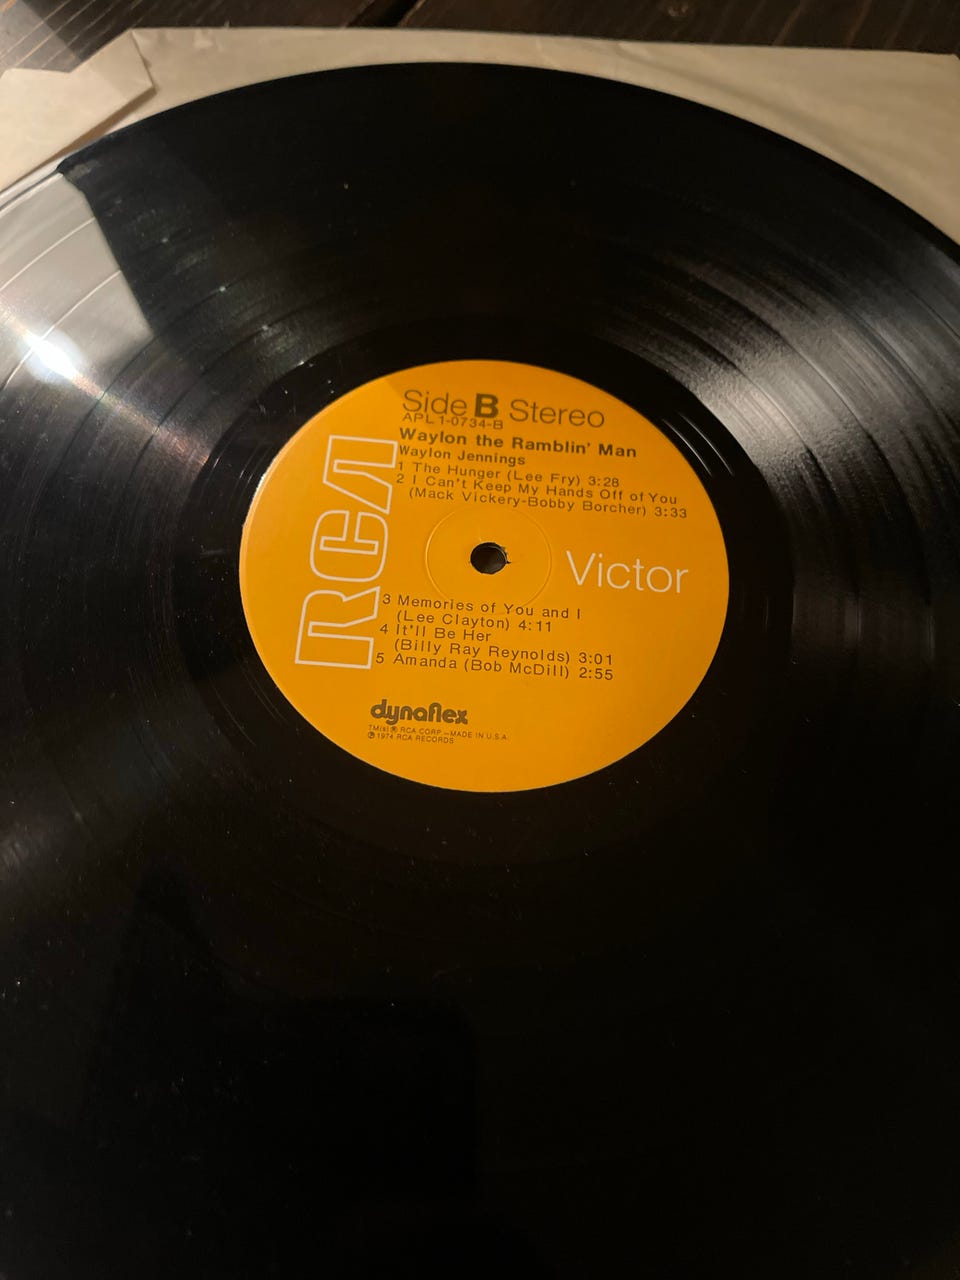 Side B Stereo
APL1-0734-B
Waylon the Ramblin' Man
Waylon Jennings
1 The Hunger (Lee Fry) 3:28
2 I Can't Keep My Hands Off of You
(Mack Vickery-Bobby Borcher) 3:33
RCA
Victor
3 Memories of You and I
(Lee Clayton) 4:11
4 It'll Be Her
(Billy Ray Reynolds) 3:01
5 Amanda (Bob McDill) 2:55
dynaflex
TM(s) ® RCA CORP.—MADE IN U.S.A.
℗ 1974 RCA RECORDS